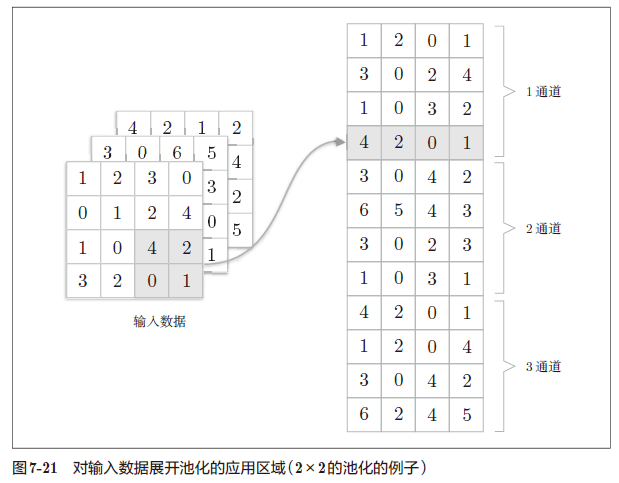 4 2 1 2
4
2
5
3 0 6 5
3
0
1
1 2 3 0
0 1 2 4
1 0 4 2
3 2 0 1
输入数据
1 2 0 1
3 0 2 4
1 0 3 2
4 2 0 1
1 通道
3 0 4 2
6 5 4 3
3 0 2 3
1 0 3 1
2 通道
4 2 0 1
1 2 0 4
3 0 4 2
6 2 4 5
3 通道
图7-21 对输入数据展开池化的应用区域（2×2的池化的例子）